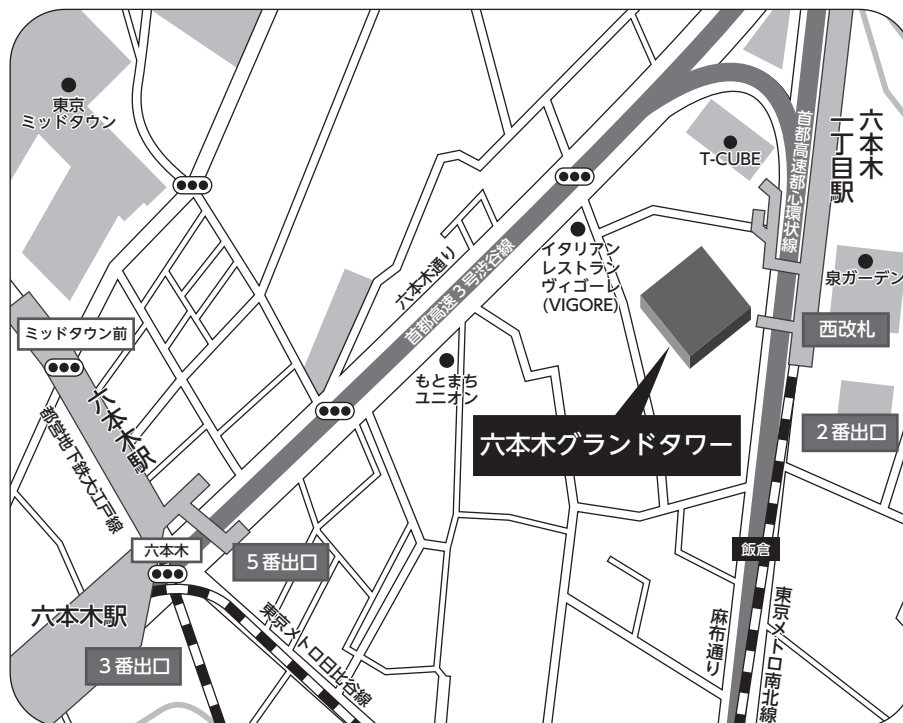 東京
ミッドタウン
T-CUBE
首都高速都心環状線
六本木
一丁目駅
六本木通り
首都高速3号渋谷線
イタリアン
レストラン
ヴィゴーレ
(VIGORE)
泉ガーデン
ミッドタウン前
西改札
もとまち
ユニオン
六本木駅
都営地下鉄大江戸線
六本木グランドタワー
2番出口
六本木
5番出口
飯倉
六本木駅
3番出口
東京メトロ日比谷線
麻布通り
東京メトロ南北線